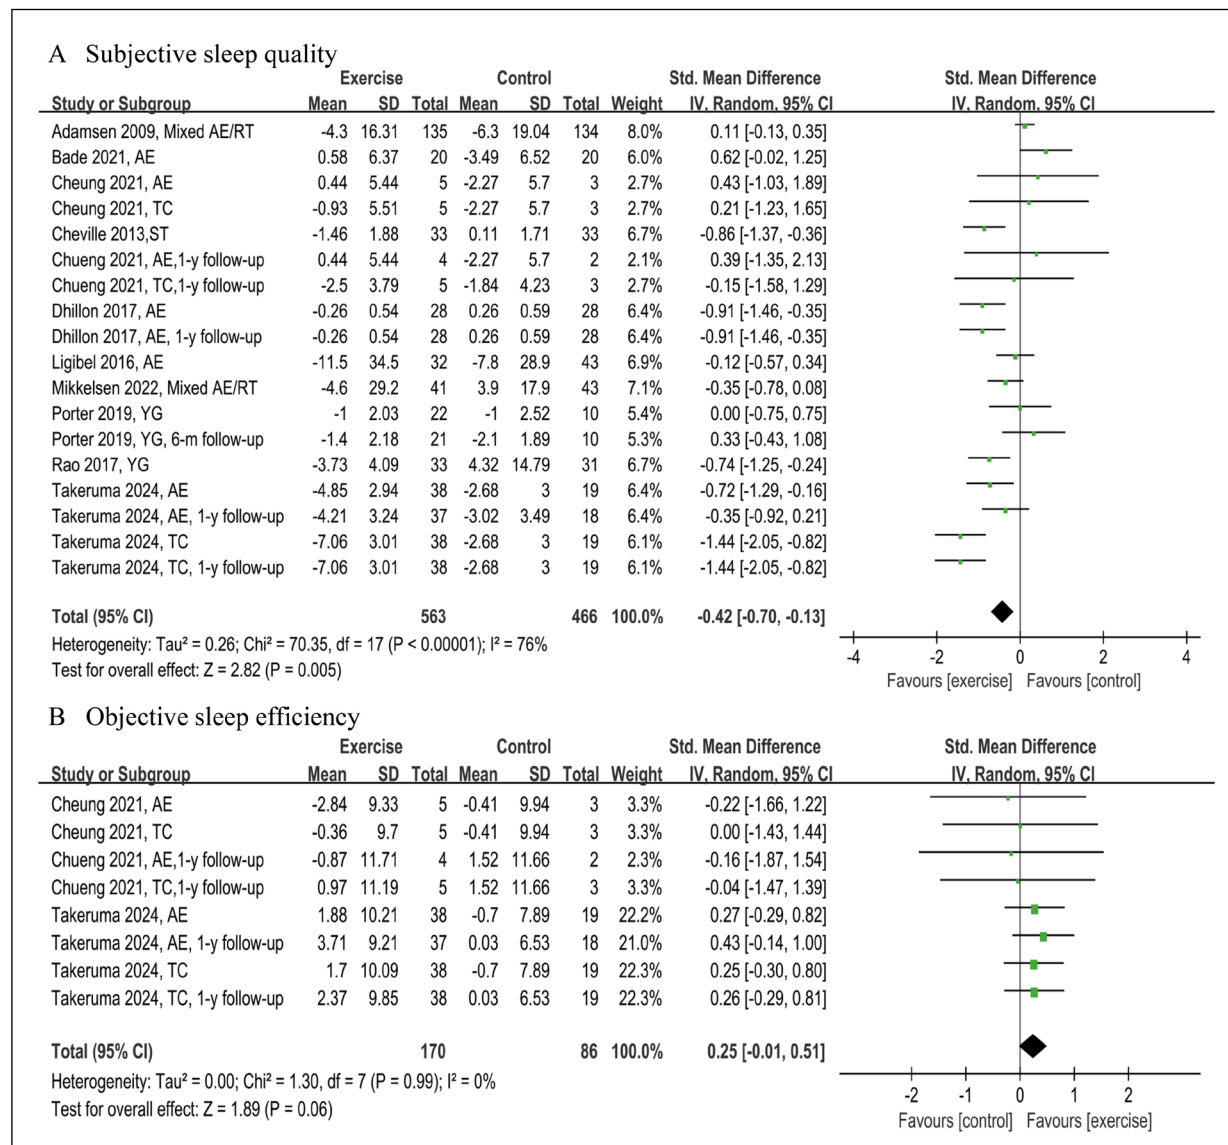 A Subjective sleep quality
Exercise Control Std. Mean Difference Std. Mean Difference
Study or Subgroup Mean SD Total Mean SD Total Weight IV, Random, 95% CI IV, Random, 95% CI
Adamsen 2009, Mixed AE/RT -4.3 16.31 135 -6.3 19.04 134 8.0% 0.11 [-0.13, 0.35]
Bade 2021, AE 0.58 6.37 20 -3.49 6.52 20 6.0% 0.62 [-0.02, 1.25]
Cheung 2021, AE 0.44 5.44 5 -2.27 5.7 3 2.7% 0.43 [-1.03, 1.89]
Cheung 2021, TC -0.93 5.51 5 -2.27 5.7 3 2.7% 0.21 [-1.23, 1.65]
Cheville 2013,ST -1.46 1.88 33 0.11 1.71 33 6.7% -0.86 [-1.37, -0.36]
Chueng 2021, AE,1-y follow-up 0.44 5.44 4 -2.27 5.7 2 2.1% 0.39 [-1.35, 2.13]
Chueng 2021, TC,1-y follow-up -2.5 3.79 5 -1.84 4.23 3 2.7% -0.15 [-1.58, 1.29]
Dhillon 2017, AE -0.26 0.54 28 0.26 0.59 28 6.4% -0.91 [-1.46, -0.35]
Dhillon 2017, AE, 1-y follow-up -0.26 0.54 28 0.26 0.59 28 6.4% -0.91 [-1.46, -0.35]
Ligibel 2016, AE -11.5 34.5 32 -7.8 28.9 43 6.9% -0.12 [-0.57, 0.34]
Mikkelsen 2022, Mixed AE/RT -4.6 29.2 41 3.9 17.9 43 7.1% -0.35 [-0.78, 0.08]
Porter 2019, YG -1 2.03 22 -1 2.52 10 5.4% 0.00 [-0.75, 0.75]
Porter 2019, YG, 6-m follow-up -1.4 2.18 21 -2.1 1.89 10 5.3% 0.33 [-0.43, 1.08]
Rao 2017, YG -3.73 4.09 33 4.32 14.79 31 6.7% -0.74 [-1.25, -0.24]
Takeruma 2024, AE -4.85 2.94 38 -2.68 3 19 6.4% -0.72 [-1.29, -0.16]
Takeruma 2024, AE, 1-y follow-up -4.21 3.24 37 -3.02 3.49 18 6.4% -0.35 [-0.92, 0.21]
Takeruma 2024, TC -7.06 3.01 38 -2.68 3 19 6.1% -1.44 [-2.05, -0.82]
Takeruma 2024, TC, 1-y follow-up -7.06 3.01 38 -2.68 3 19 6.1% -1.44 [-2.05, -0.82]
Total (95% CI) 563 466 100.0% -0.42 [-0.70, -0.13]
Heterogeneity: Tau² = 0.26; Chi² = 70.35, df = 17 (P < 0.00001); I² = 76%
Test for overall effect: Z = 2.82 (P = 0.005)
-4 -2 0 2 4
Favours [exercise] Favours [control]
B Objective sleep efficiency
Exercise Control Std. Mean Difference Std. Mean Difference
Study or Subgroup Mean SD Total Mean SD Total Weight IV, Random, 95% CI IV, Random, 95% CI
Cheung 2021, AE -2.84 9.33 5 -0.41 9.94 3 3.3% -0.22 [-1.66, 1.22]
Cheung 2021, TC -0.36 9.7 5 -0.41 9.94 3 3.3% 0.00 [-1.43, 1.44]
Chueng 2021, AE,1-y follow-up -0.87 11.71 4 1.52 11.66 2 2.3% -0.16 [-1.87, 1.54]
Chueng 2021, TC,1-y follow-up 0.97 11.19 5 1.52 11.66 3 3.3% -0.04 [-1.47, 1.39]
Takeruma 2024, AE 1.88 10.21 38 -0.7 7.89 19 22.2% 0.27 [-0.29, 0.82]
Takeruma 2024, AE, 1-y follow-up 3.71 9.21 37 0.03 6.53 18 21.0% 0.43 [-0.14, 1.00]
Takeruma 2024, TC 1.7 10.09 38 -0.7 7.89 19 22.3% 0.25 [-0.30, 0.80]
Takeruma 2024, TC, 1-y follow-up 2.37 9.85 38 0.03 6.53 19 22.3% 0.26 [-0.29, 0.81]
Total (95% CI) 170 86 100.0% 0.25 [-0.01, 0.51]
Heterogeneity: Tau² = 0.00; Chi² = 1.30, df = 7 (P = 0.99); I² = 0%
Test for overall effect: Z = 1.89 (P = 0.06)
-2 -1 0 1 2
Favours [control] Favours [exercise]